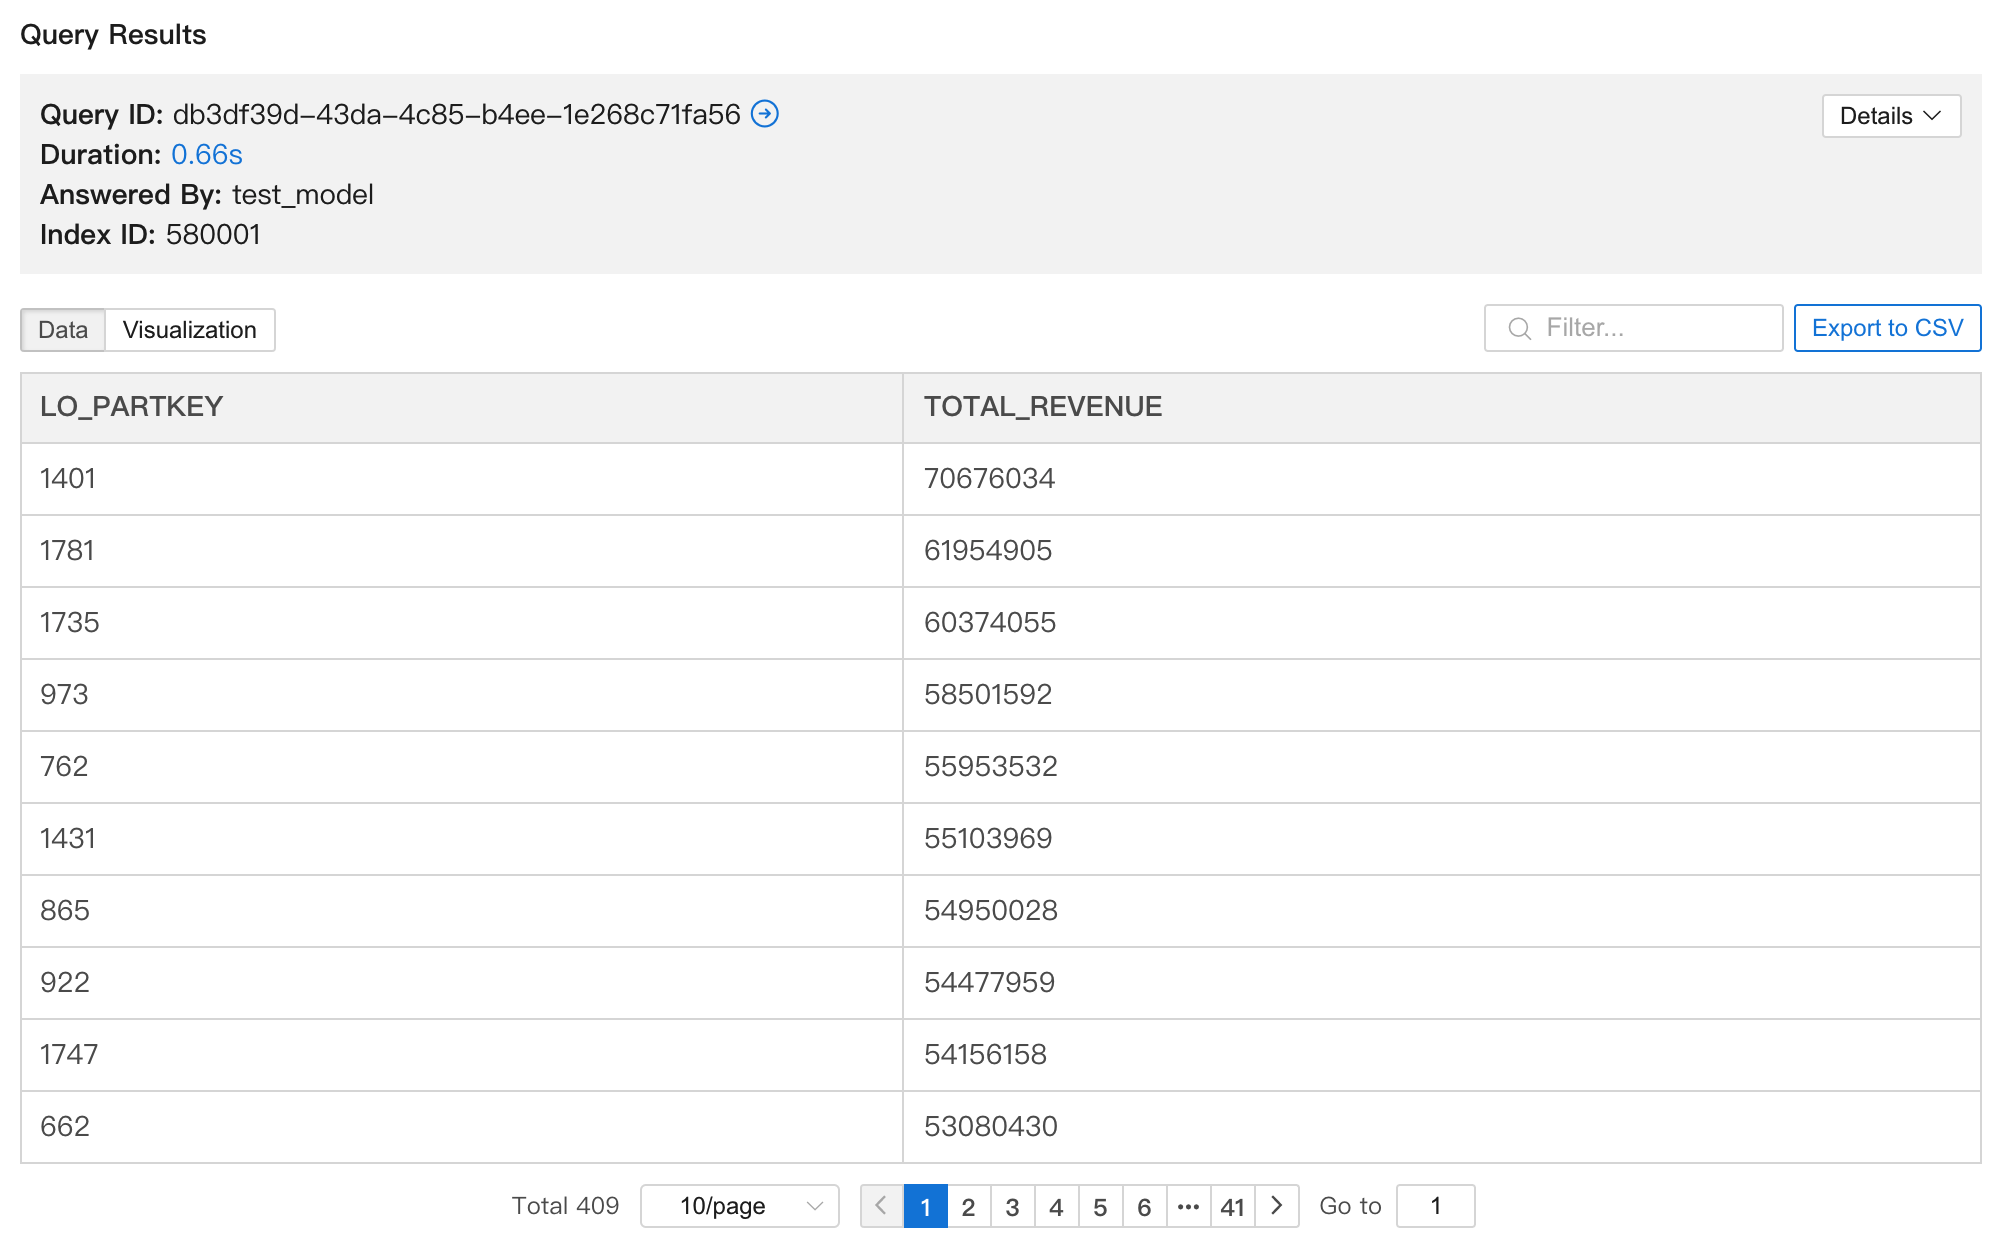 Query Results
Query ID: db3df39d-43da-4c85-b4ee-1e268c71fa56
Details
Duration: 0.66s
Answered By: test_model
Index ID: 580001
Data Visualization Filter... Export to CSV
LO_PARTKEY TOTAL_REVENUE
1401 70676034
1781 61954905
1735 60374055
973 58501592
762 55953532
1431 55103969
865 54950028
922 54477959
1747 54156158
662 53080430
Total 409 10/page 1 2 3 4 5 6 ••• 41 Go to 1